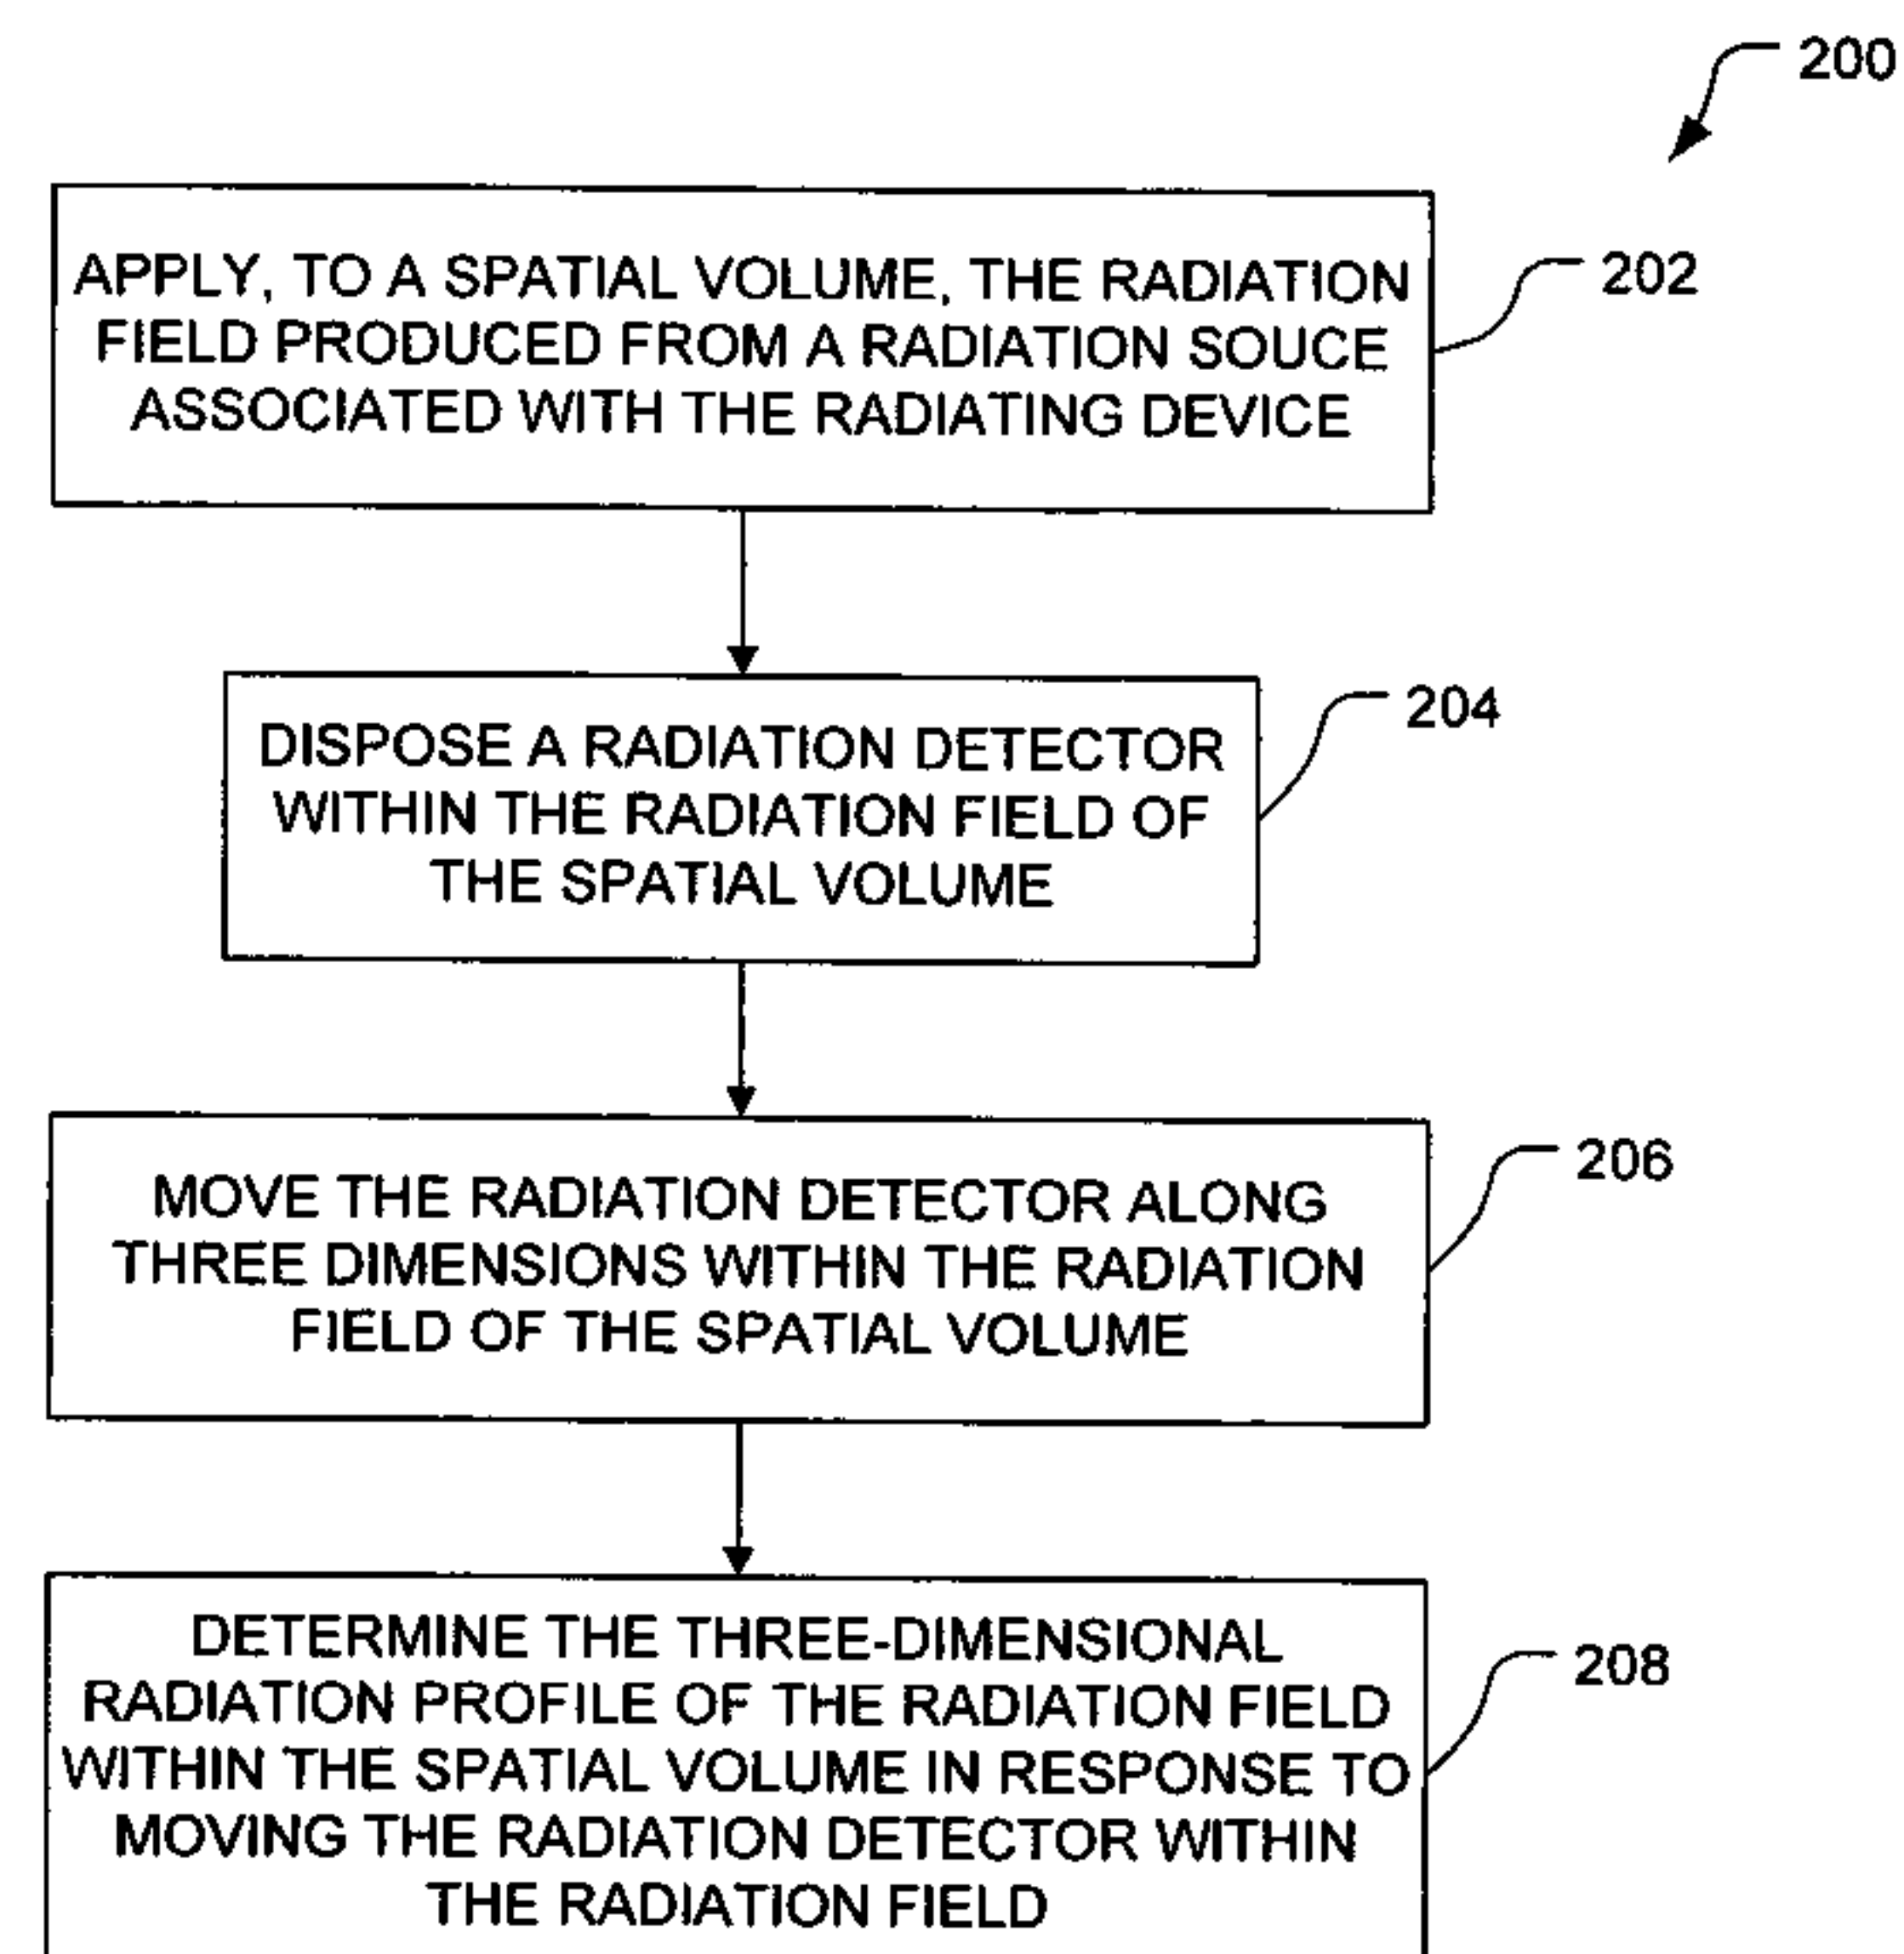 200
APPLY, TO A SPATIAL VOLUME, THE RADIATION
FIELD PRODUCED FROM A RADIATION SOUCE
ASSOCIATED WITH THE RADIATING DEVICE
202
DISPOSE A RADIATION DETECTOR
WITHIN THE RADIATION FIELD OF
THE SPATIAL VOLUME
204
MOVE THE RADIATION DETECTOR ALONG
THREE DIMENSIONS WITHIN THE RADIATION
FIELD OF THE SPATIAL VOLUME
206
DETERMINE THE THREE-DIMENSIONAL
RADIATION PROFILE OF THE RADIATION FIELD
WITHIN THE SPATIAL VOLUME IN RESPONSE TO
MOVING THE RADIATION DETECTOR WITHIN
THE RADIATION FIELD
208